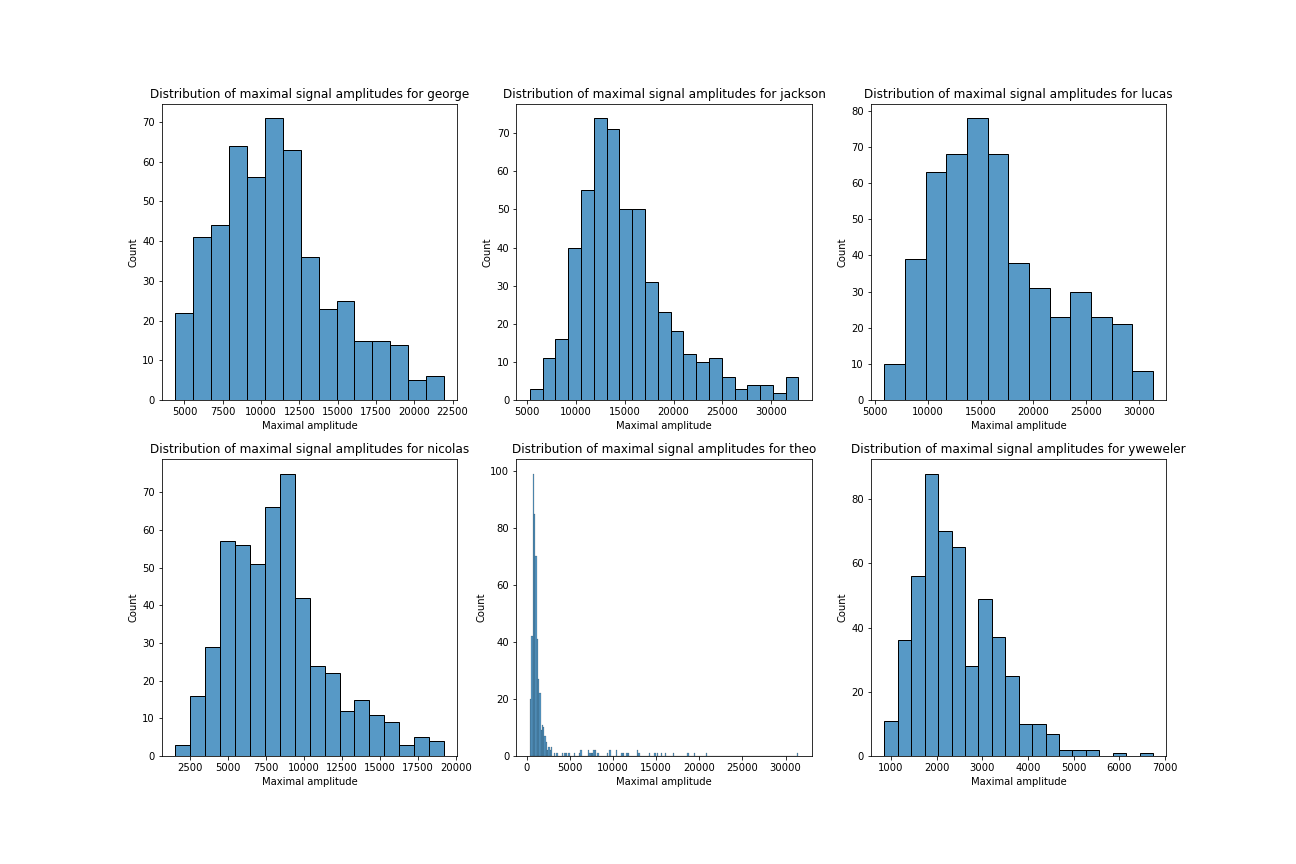 Distribution of maximal signal amplitudes for george
70
60
50
40
30
20
10
0
Count
5000 7500 10000 12500 15000 17500 20000 22500
Maximal amplitude
Distribution of maximal signal amplitudes for jackson
70
60
50
40
30
20
10
0
Count
5000 10000 15000 20000 25000 30000
Maximal amplitude
Distribution of maximal signal amplitudes for lucas
80
70
60
50
40
30
20
10
0
Count
5000 10000 15000 20000 25000 30000
Maximal amplitude
Distribution of maximal signal amplitudes for nicolas
70
60
50
40
30
20
10
0
Count
2500 5000 7500 10000 12500 15000 17500 20000
Maximal amplitude
Distribution of maximal signal amplitudes for theo
100
80
60
40
20
0
Count
0 5000 10000 15000 20000 25000 30000
Maximal amplitude
Distribution of maximal signal amplitudes for yweweler
80
60
40
20
0
Count
1000 2000 3000 4000 5000 6000 7000
Maximal amplitude